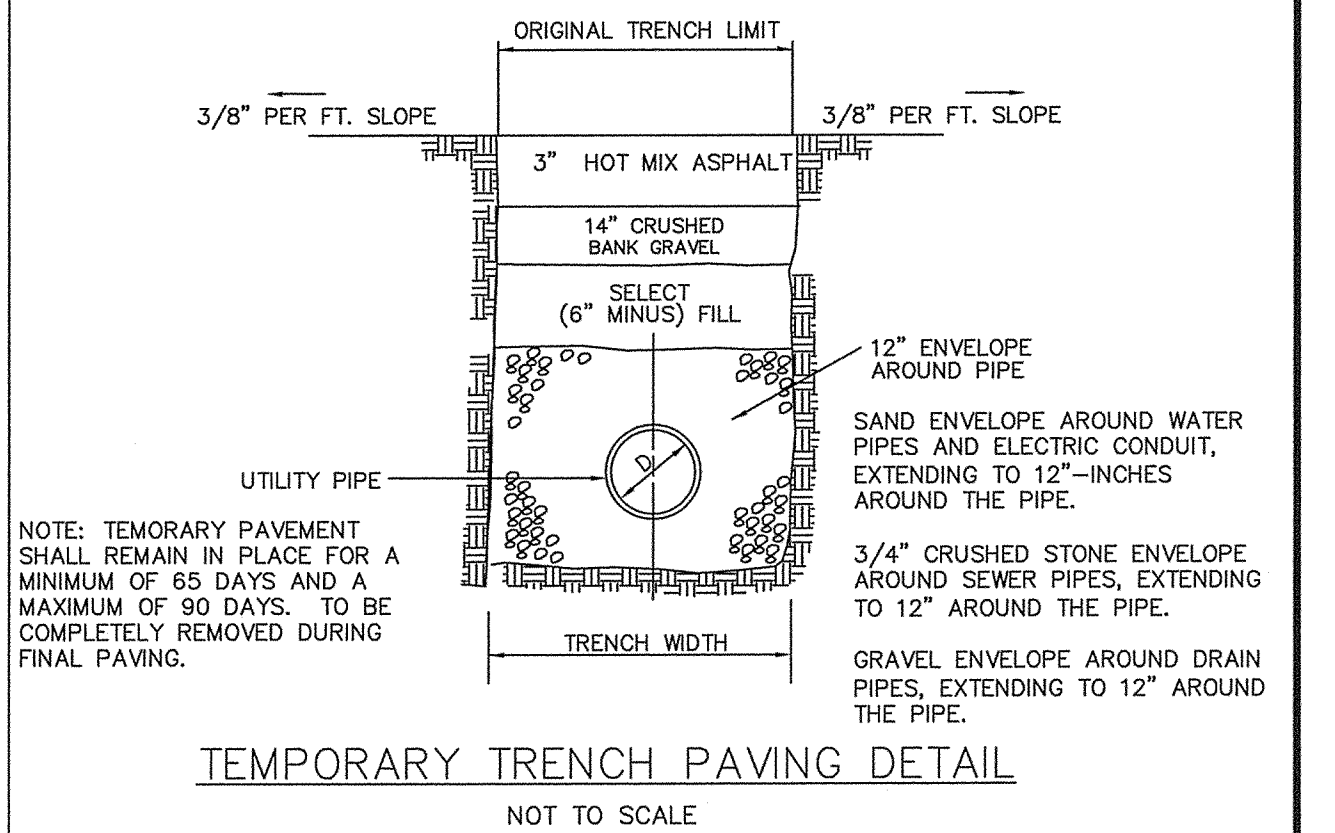 ORIGINAL TRENCH LIMIT
3/8" PER FT. SLOPE
3/8" PER FT. SLOPE
3" HOT MIX ASPHALT
14" CRUSHED
BANK GRAVEL
SELECT
(6" MINUS) FILL
12" ENVELOPE
AROUND PIPE
SAND ENVELOPE AROUND WATER
PIPES AND ELECTRIC CONDUIT,
EXTENDING TO 12"-INCHES
AROUND THE PIPE.
D
UTILITY PIPE
NOTE: TEMORARY PAVEMENT
SHALL REMAIN IN PLACE FOR A
MINIMUM OF 65 DAYS AND A
MAXIMUM OF 90 DAYS. TO BE
COMPLETELY REMOVED DURING
FINAL PAVING.
3/4" CRUSHED STONE ENVELOPE
AROUND SEWER PIPES, EXTENDING
TO 12" AROUND THE PIPE.
TRENCH WIDTH
GRAVEL ENVELOPE AROUND DRAIN
PIPES, EXTENDING TO 12" AROUND
THE PIPE.
TEMPORARY TRENCH PAVING DETAIL
NOT TO SCALE